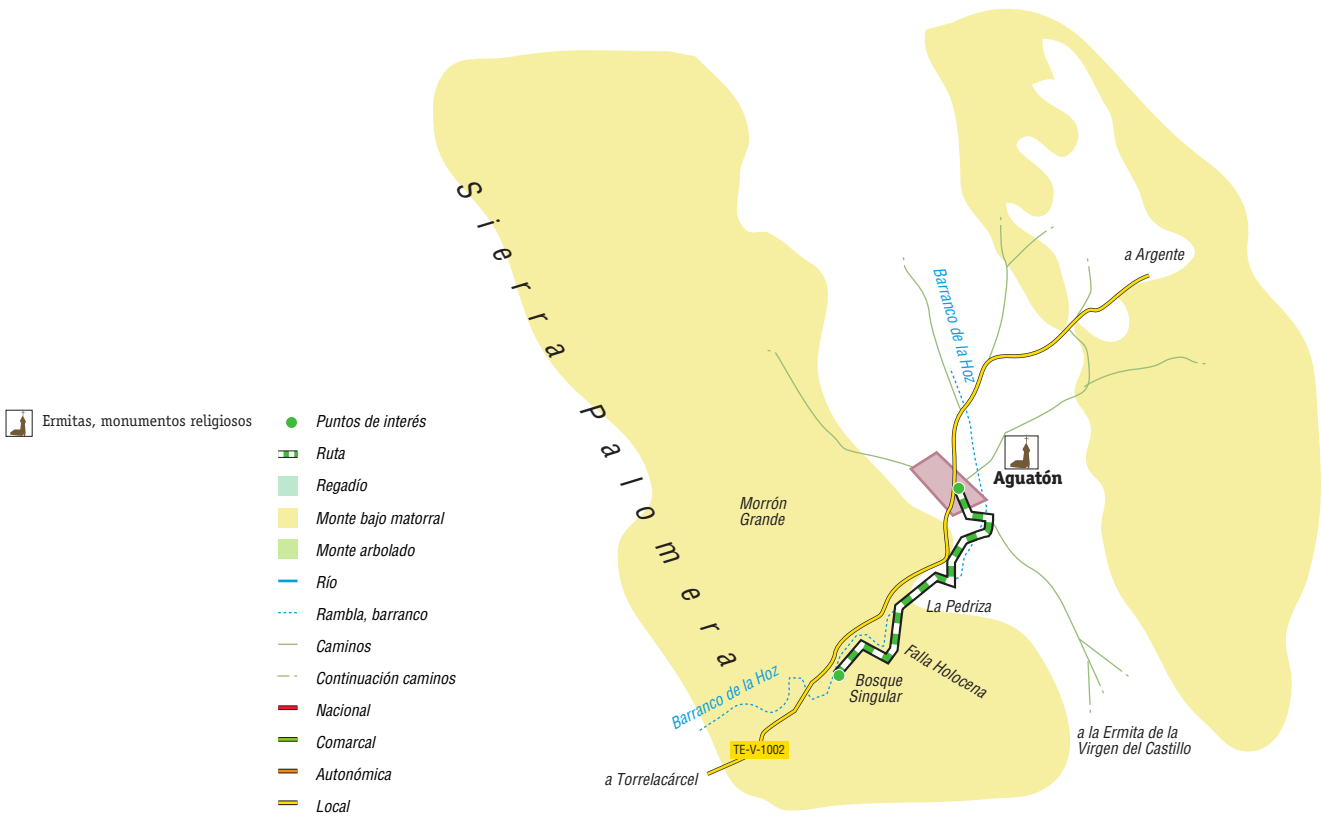 Ermitas, monumentos religiosos
Puntos de interés
Ruta
Regadío
Monte bajo matorral
Monte arbolado
Río
Rambla, barranco
Caminos
Continuación caminos
Nacional
Comarcal
Autonómica
Local
Sierra Palomera
a Argente
Barranco de la Hoz
Aguatón
Morrón
Grande
La Pedriza
Falla Holocena
Bosque
Singular
Barranco de la Hoz
a la Ermita de la
Virgen del Castillo
TE-V-1002
a Torrelacárcel